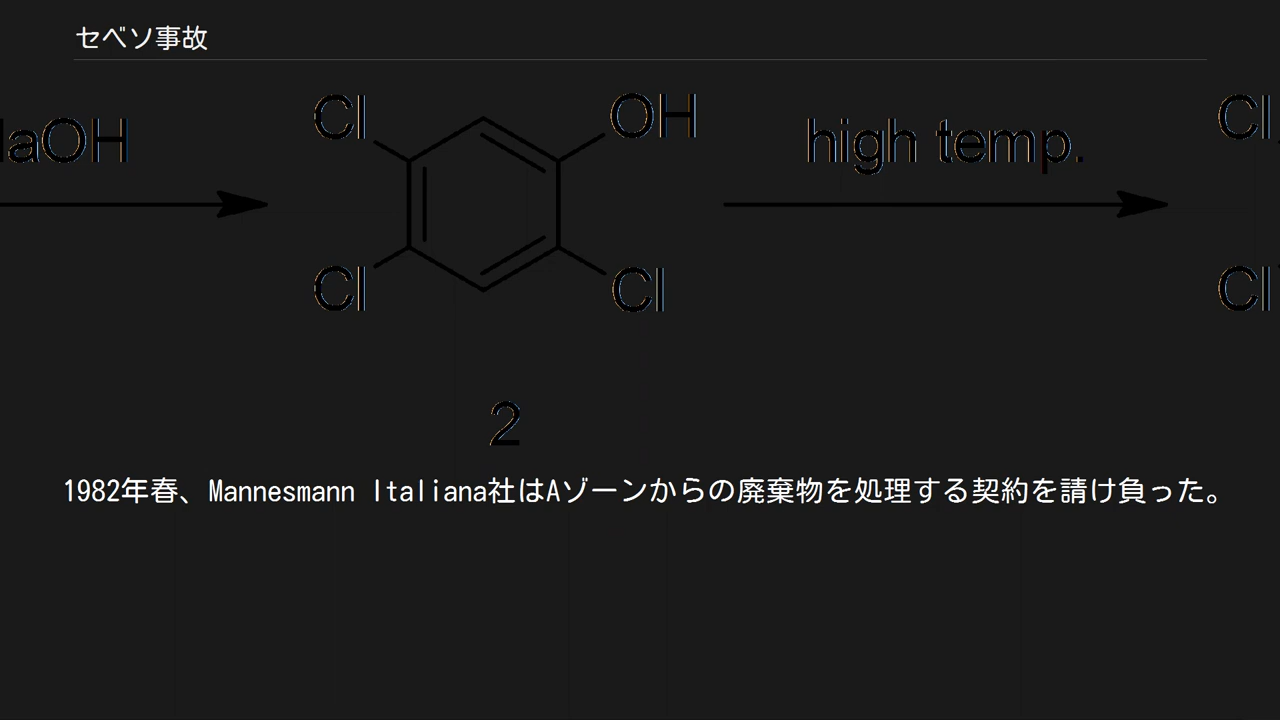 セベソ事故
Cl OH Cl
aOH high temp.
Cl Cl Cl
2
1982年春、Mannesmann Italiana社はAゾーンからの廃棄物を処理する契約を請け負った。